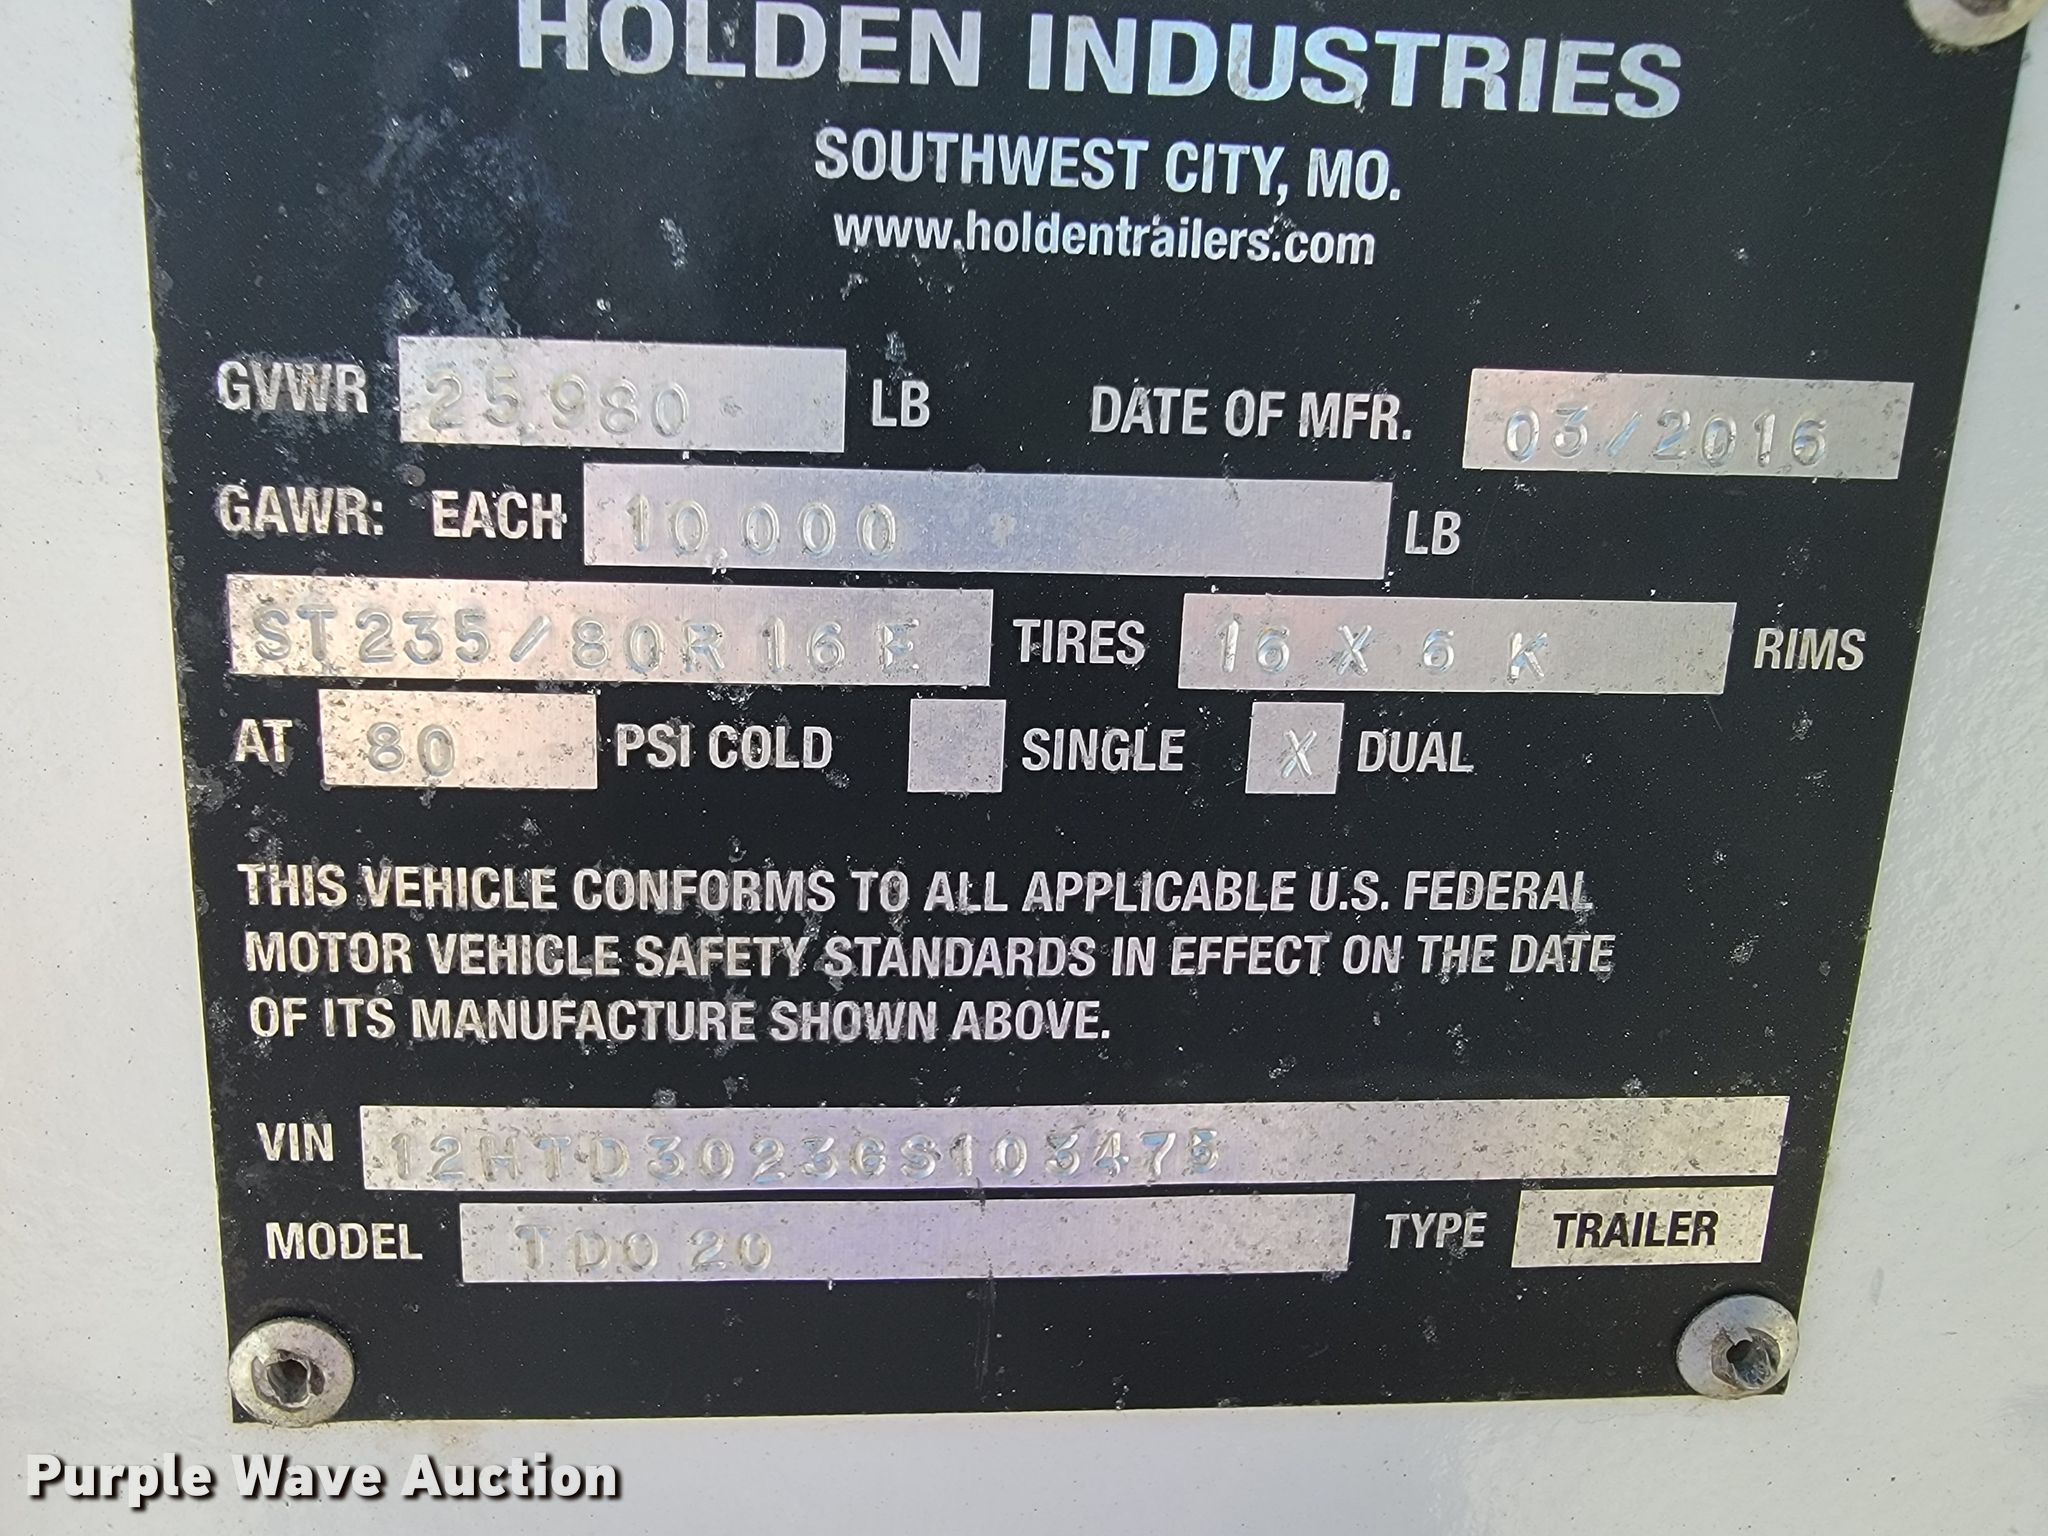 HOLDEN INDUSTRIES
SOUTHWEST CITY, MO.
www.holdentrailers.com
GVWR 25,980 LB DATE OF MFR. 03/2016
GAWR: EACH 10,000 LB
ST235/80R16E TIRES 16 X 6 K RIMS
AT 80 PSI COLD SINGLE X DUAL
THIS VEHICLE CONFORMS TO ALL APPLICABLE U.S. FEDERAL
MOTOR VEHICLE SAFETY STANDARDS IN EFFECT ON THE DATE
OF ITS MANUFACTURE SHOWN ABOVE.
VIN 12HTD3023GS103475
MODEL TDO 20 TYPE TRAILER
Purple Wave Auction